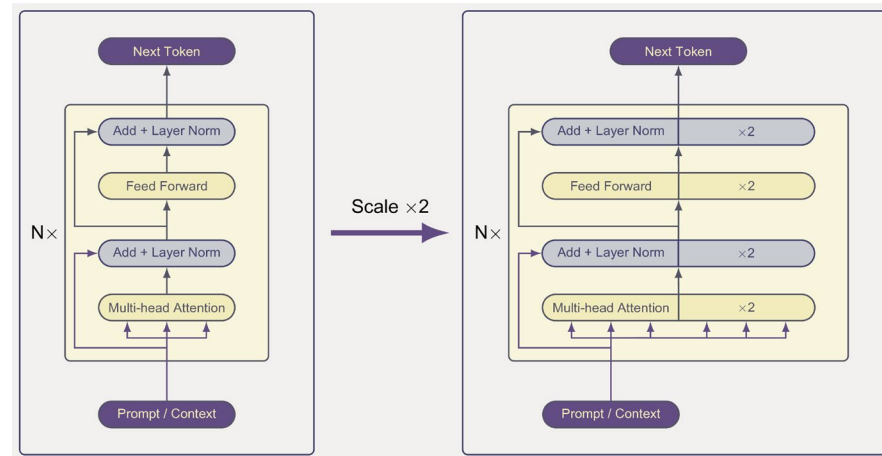 Next Token
Add + Layer Norm
Feed Forward
N×
Add + Layer Norm
Multi-head Attention
Prompt / Context
Scale ×2
Next Token
Add + Layer Norm ×2
Feed Forward ×2
N×
Add + Layer Norm ×2
Multi-head Attention ×2
Prompt / Context